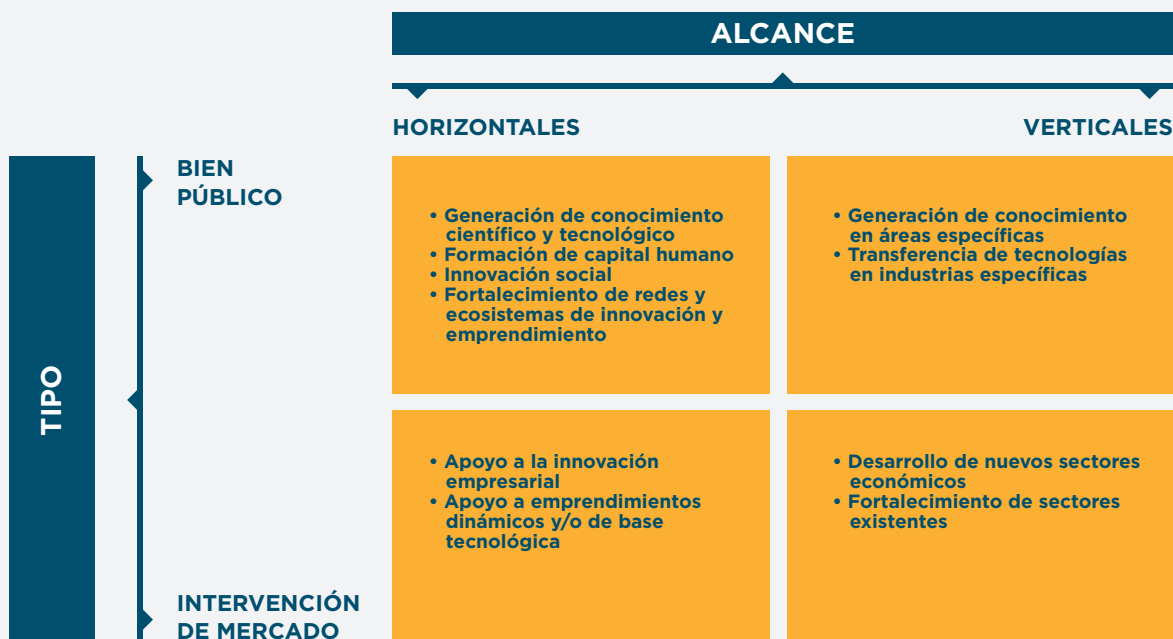 ALCANCE
HORIZONTALES
VERTICALES
TIPO
BIEN
PÚBLICO
• Generación de conocimiento
científico y tecnológico
• Formación de capital humano
• Innovación social
• Fortalecimiento de redes y
ecosistemas de innovación y
emprendimiento
• Generación de conocimiento
en áreas específicas
• Transferencia de tecnologías
en industrias específicas
INTERVENCIÓN
DE MERCADO
• Apoyo a la innovación
empresarial
• Apoyo a emprendimientos
dinámicos y/o de base
tecnológica
• Desarrollo de nuevos sectores
económicos
• Fortalecimiento de sectores
existentes